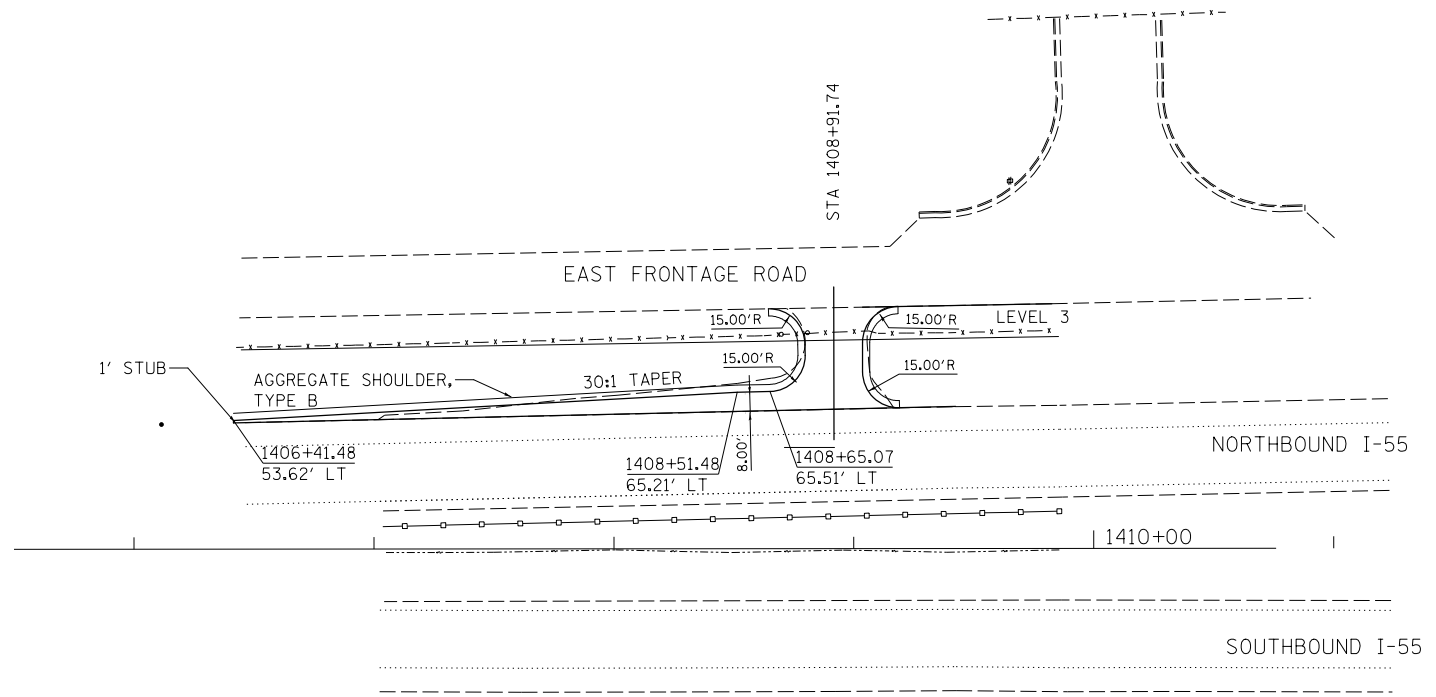 STA 1408+91.74
EAST FRONTAGE ROAD
15.00'R
15.00'R
LEVEL 3
1' STUB
AGGREGATE SHOULDER,
TYPE B
30:1 TAPER
15.00'R
15.00'R
1406+41.48
53.62' LT
1408+51.48
65.21' LT
8.00'
1408+65.07
65.51' LT
NORTHBOUND I-55
1410+00
SOUTHBOUND I-55